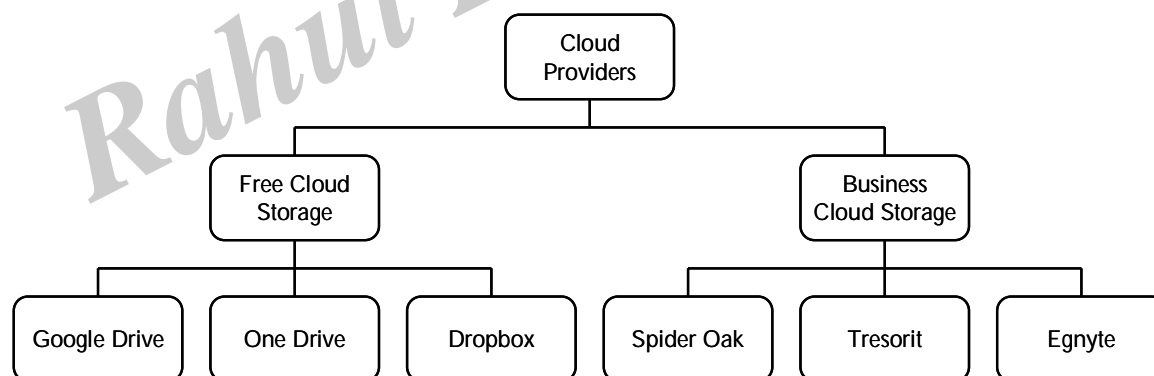 Rahul
Cloud
Providers
Free Cloud
Storage
Business
Cloud Storage
Google Drive
One Drive
Dropbox
Spider Oak
Tresorit
Egnyte